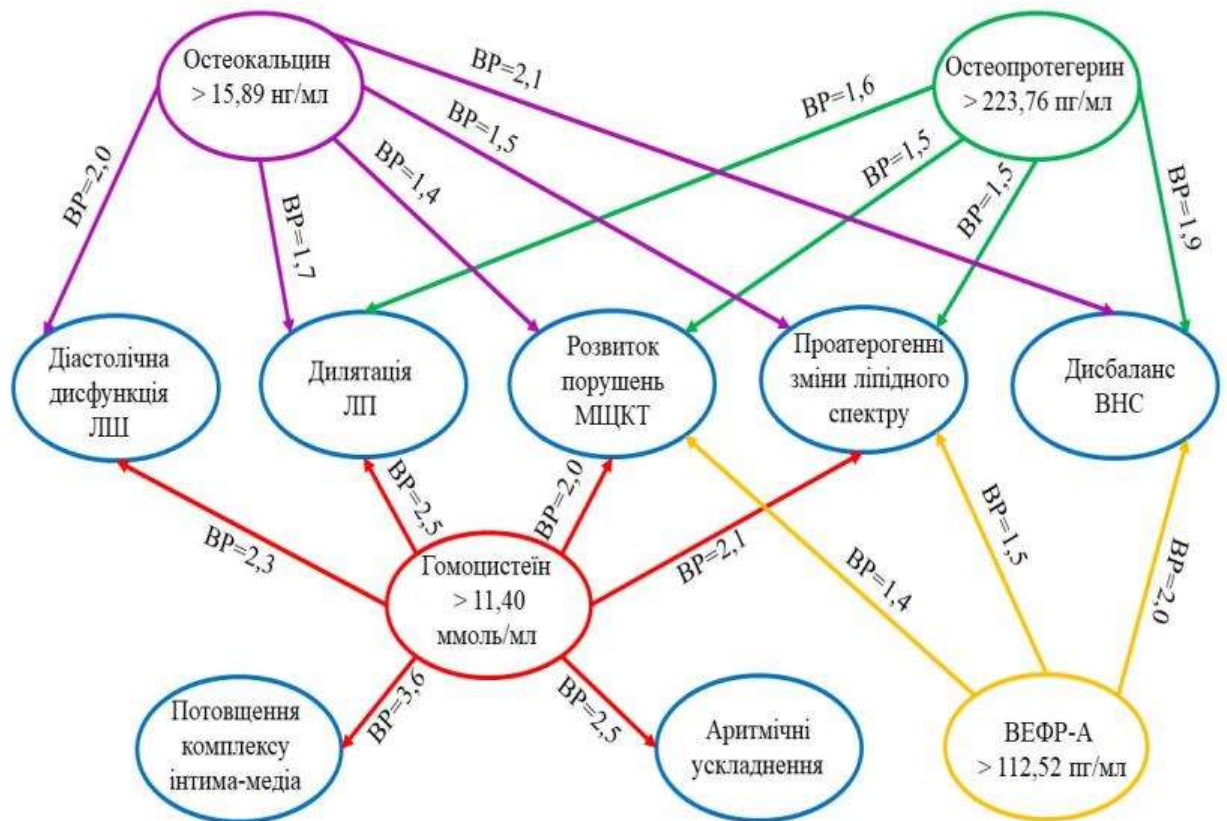 Остеокальцин
> 15,89 нг/мл
Остеопротегерин
> 223,76 пг/мл
ВР=2,0
ВР=1,7
ВР=1,4
ВР=1,5
ВР=2,1
ВР=1,6
ВР=1,5
ВР=1,5
ВР=1,9
Діастолічна
дисфункція
ЛШ
Дилятація
ЛП
Розвиток
порушень
МЩКТ
Проатерогенні
зміни ліпідного
спектру
Дисбаланс
ВНС
ВР=2,3
ВР=2,5
ВР=2,0
ВР=2,1
ВР=1,4
ВР=1,5
ВР=2,0
Гомоцистеїн
> 11,40
ммоль/мл
ВР=3,6
ВР=2,5
Потовщення
комплексу
інтима-медіа
Аритмічні
ускладнення
ВЕФР-А
> 112,52 пг/мл